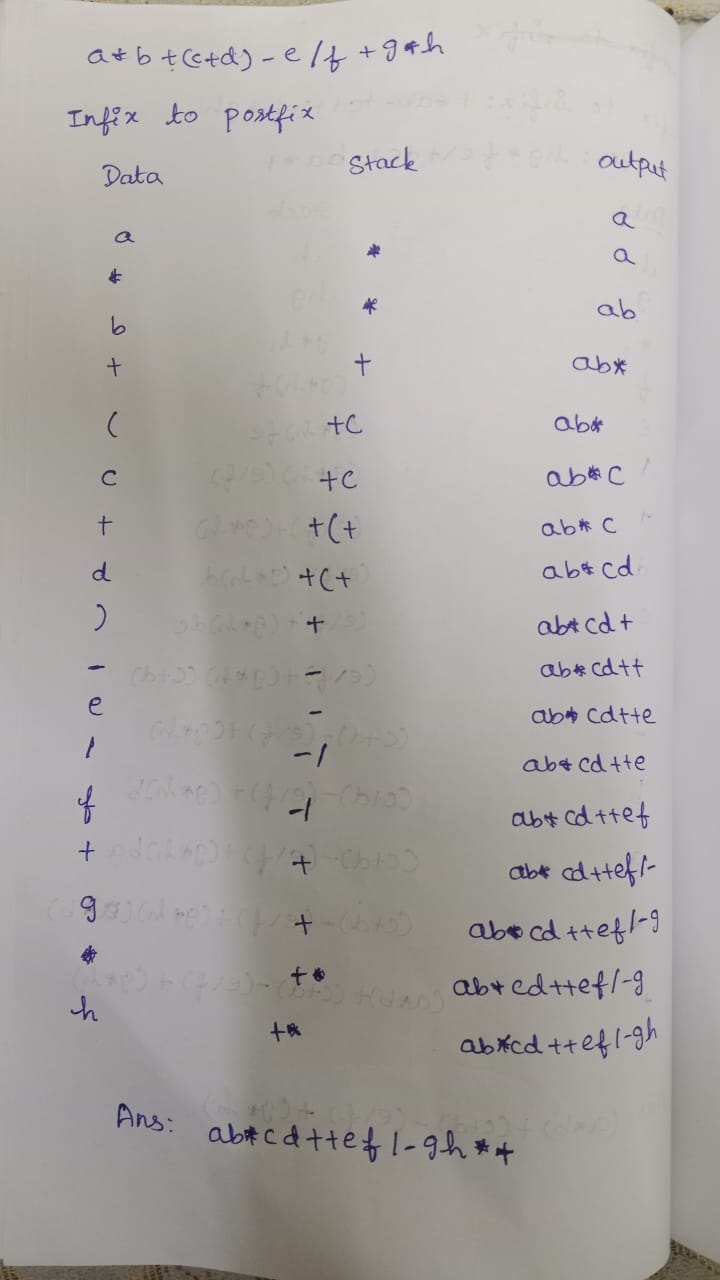 a*b+(c+d)-e/f+g*h
Infix to postfix
Data Stack output
a a
* * a
b * ab
+ + ab*
( +( ab*
c +( ab*c
+ +(+ ab*c
d +(+ ab*cd
) + ab*cd+
- - ab*cd++
e - ab*cd++e
/ -/ ab*cd++e
f -/ ab*cd++ef
+ + ab*cd++ef/-
g + ab*cd++ef/-g
* +* ab*cd++ef/-g
h +* ab*cd++ef/-gh
Ans: ab*cd++ef/-gh*+